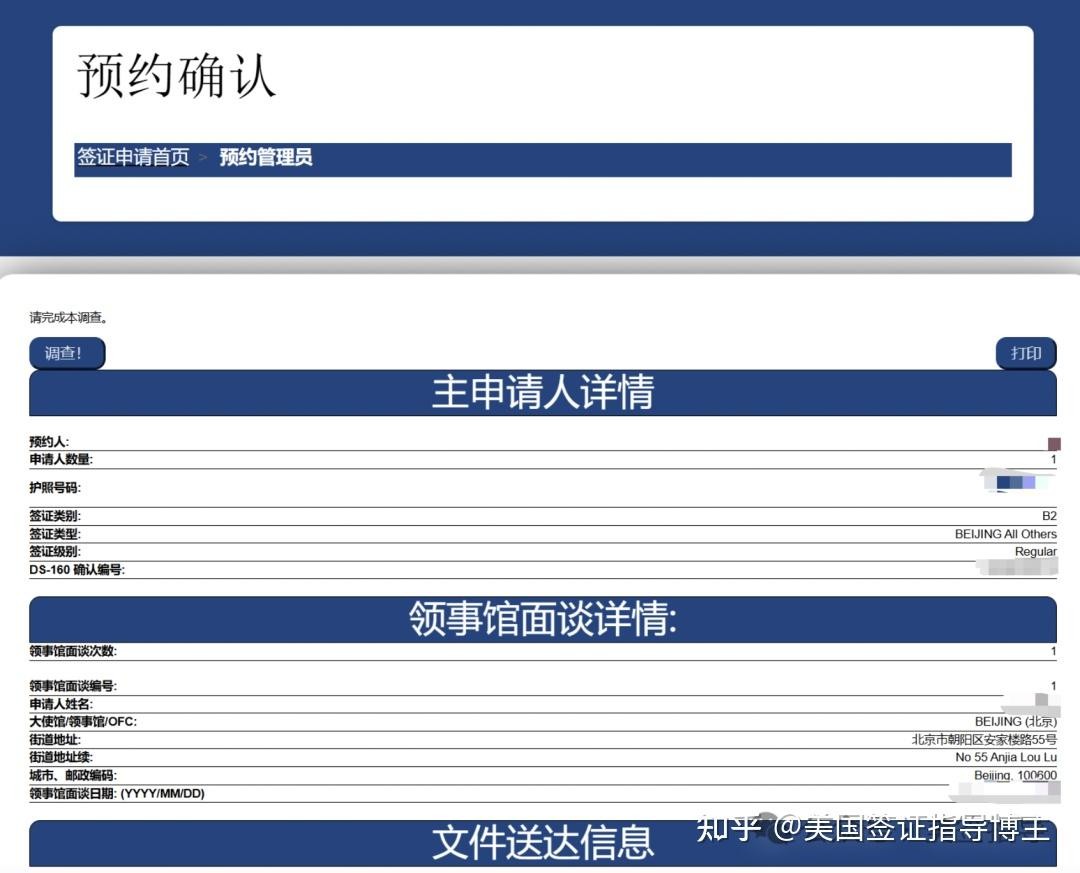 预约确认
签证申请首页 > 预约管理员
请完成本调查。
调查! 打印
主申请人详情
预约人:
申请人数量: 1
护照号码:
签证类别: B2
签证类型: BEIJING All Others
签证级别: Regular
DS-160 确认编号:
领事馆面谈详情:
领事馆面谈次数: 1
领事馆面谈编号: 1
申请人姓名:
大使馆/领事馆/OFC: BEIJING (北京)
街道地址: 北京市朝阳区安家楼路55号
街道地址续: No 55 Anjia Lou Lu
城市、邮政编码: Beijing, 100600
领事馆面谈日期: (YYYY/MM/DD)
文件送达信息
知乎 @美国签证指导博主